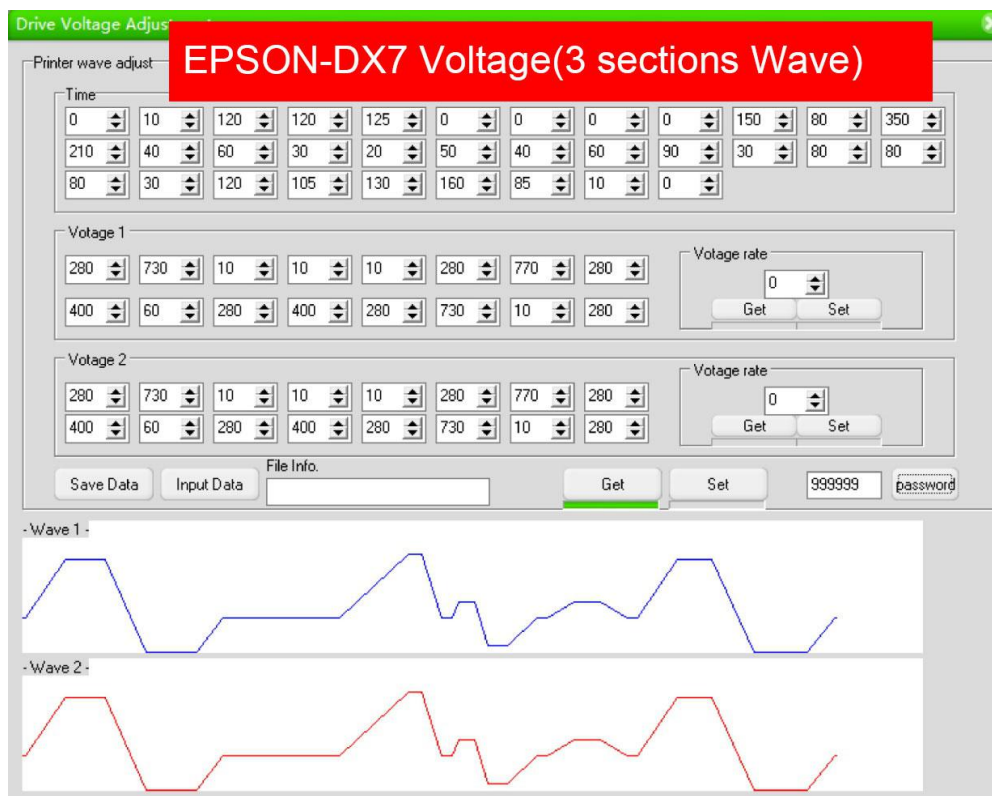 Drive Voltage Adjus
EPSON-DX7 Voltage(3 sections Wave)
Printer wave adjust
Time
0 10 120 120 125 0 0 0 0 150 80 350
210 40 60 30 20 50 40 60 90 30 80 80
80 30 120 105 130 160 85 10 0
Votage 1
280 730 10 10 10 280 770 280
400 60 280 400 280 730 10 280
Votage rate
0
Get Set
Votage 2
280 730 10 10 10 280 770 280
400 60 280 400 280 730 10 280
Votage rate
0
Get Set
Save Data Input Data
File Info.
Get Set 999999 password
- Wave 1 -
- Wave 2 -